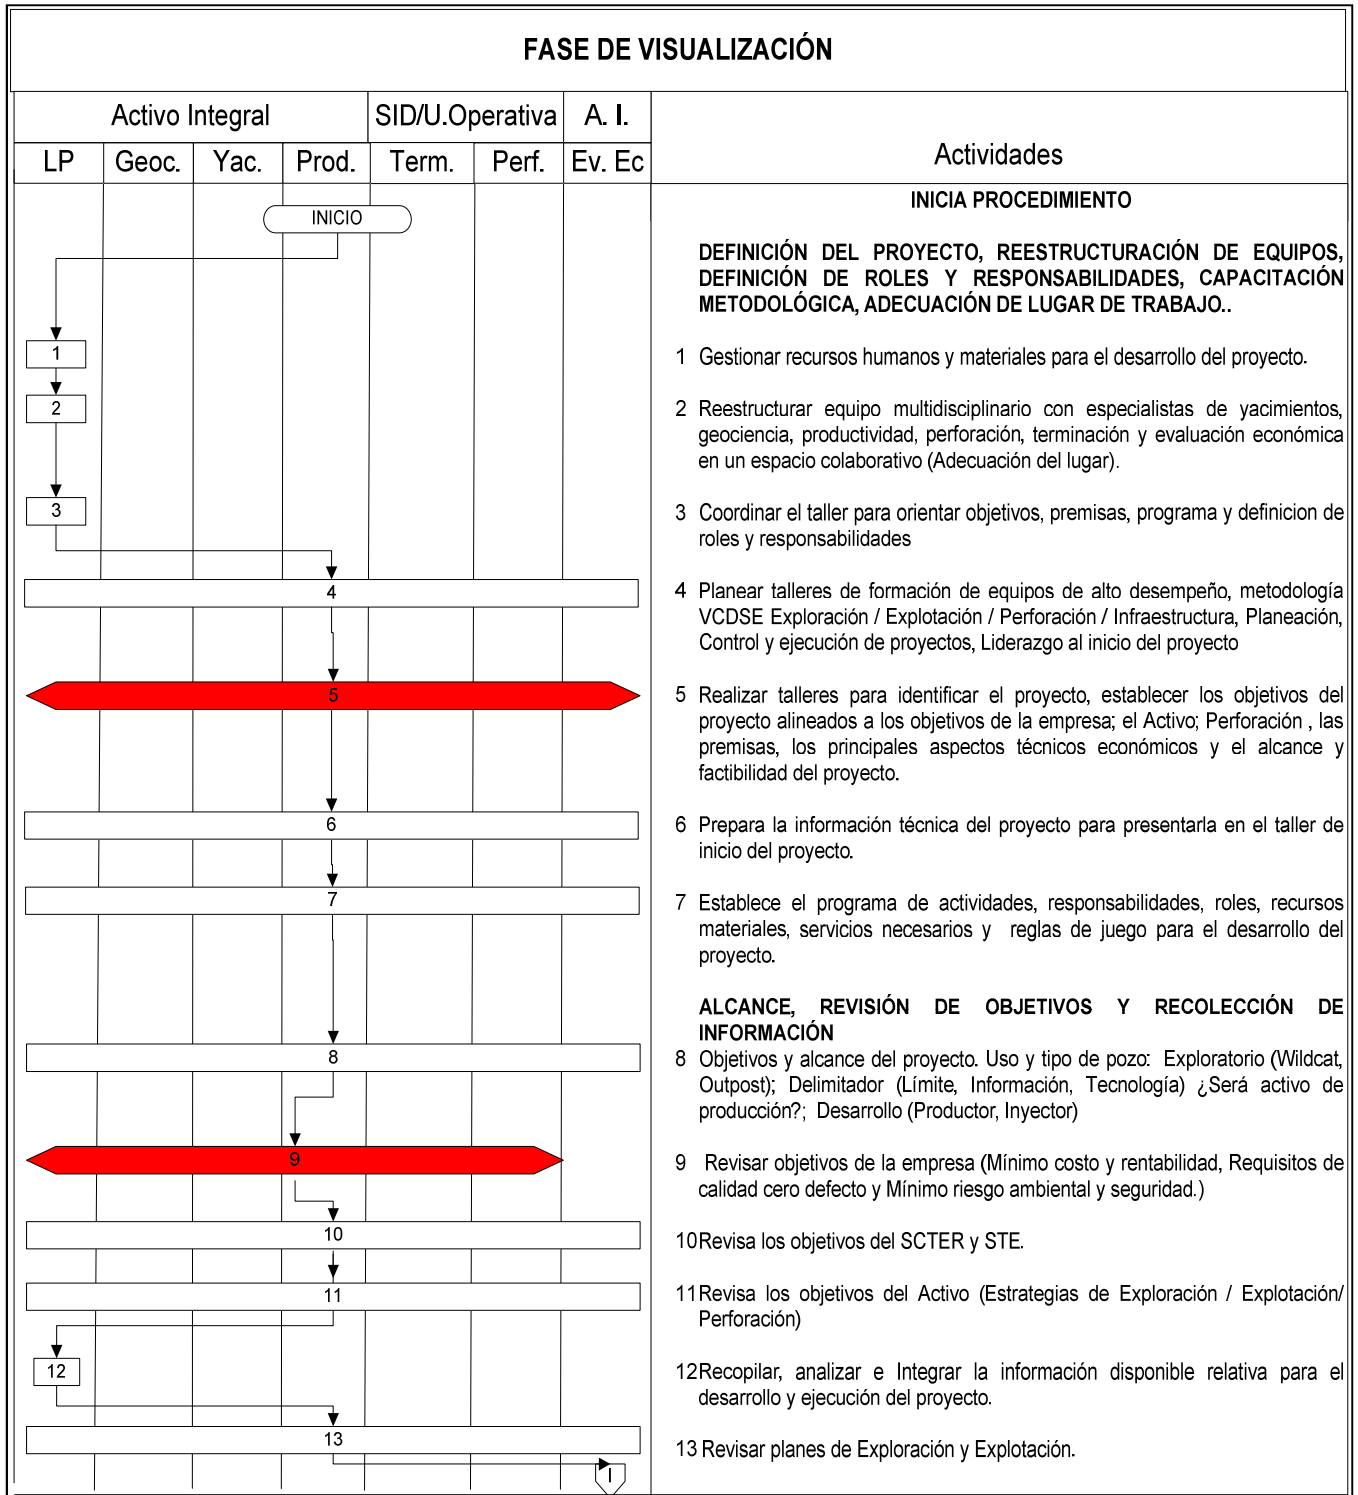 FASE DE VISUALIZACIÓN
Activo Integral SID/U.Operativa A. I.
LP Geoc. Yac. Prod. Term. Perf. Ev. Ec
Actividades
INICIO
1
2
3
4
5
6
7
8
9
10
11
12
13
I
INICIA PROCEDIMIENTO
DEFINICIÓN DEL PROYECTO, REESTRUCTURACIÓN DE EQUIPOS,
DEFINICIÓN DE ROLES Y RESPONSABILIDADES, CAPACITACIÓN
METODOLÓGICA, ADECUACIÓN DE LUGAR DE TRABAJO..
1 Gestionar recursos humanos y materiales para el desarrollo del proyecto.
2 Reestructurar equipo multidisciplinario con especialistas de yacimientos,
geociencia, productividad, perforación, terminación y evaluación económica
en un espacio colaborativo (Adecuación del lugar).
3 Coordinar el taller para orientar objetivos, premisas, programa y definicion de
roles y responsabilidades
4 Planear talleres de formación de equipos de alto desempeño, metodología
VCDSE Exploración / Explotación / Perforación / Infraestructura, Planeación,
Control y ejecución de proyectos, Liderazgo al inicio del proyecto
5 Realizar talleres para identificar el proyecto, establecer los objetivos del
proyecto alineados a los objetivos de la empresa; el Activo; Perforación , las
premisas, los principales aspectos técnicos económicos y el alcance y
factibilidad del proyecto.
6 Prepara la información técnica del proyecto para presentarla en el taller de
inicio del proyecto.
7 Establece el programa de actividades, responsabilidades, roles, recursos
materiales, servicios necesarios y reglas de juego para el desarrollo del
proyecto.
ALCANCE, REVISIÓN DE OBJETIVOS Y RECOLECCIÓN DE
INFORMACIÓN
8 Objetivos y alcance del proyecto. Uso y tipo de pozo: Exploratorio (Wildcat,
Outpost); Delimitador (Límite, Información, Tecnología) ¿Será activo de
producción?; Desarrollo (Productor, Inyector)
9 Revisar objetivos de la empresa (Mínimo costo y rentabilidad, Requisitos de
calidad cero defecto y Mínimo riesgo ambiental y seguridad.)
10 Revisa los objetivos del SCTER y STE.
11 Revisa los objetivos del Activo (Estrategias de Exploración / Explotación/
Perforación)
12 Recopilar, analizar e Integrar la información disponible relativa para el
desarrollo y ejecución del proyecto.
13 Revisar planes de Exploración y Explotación.